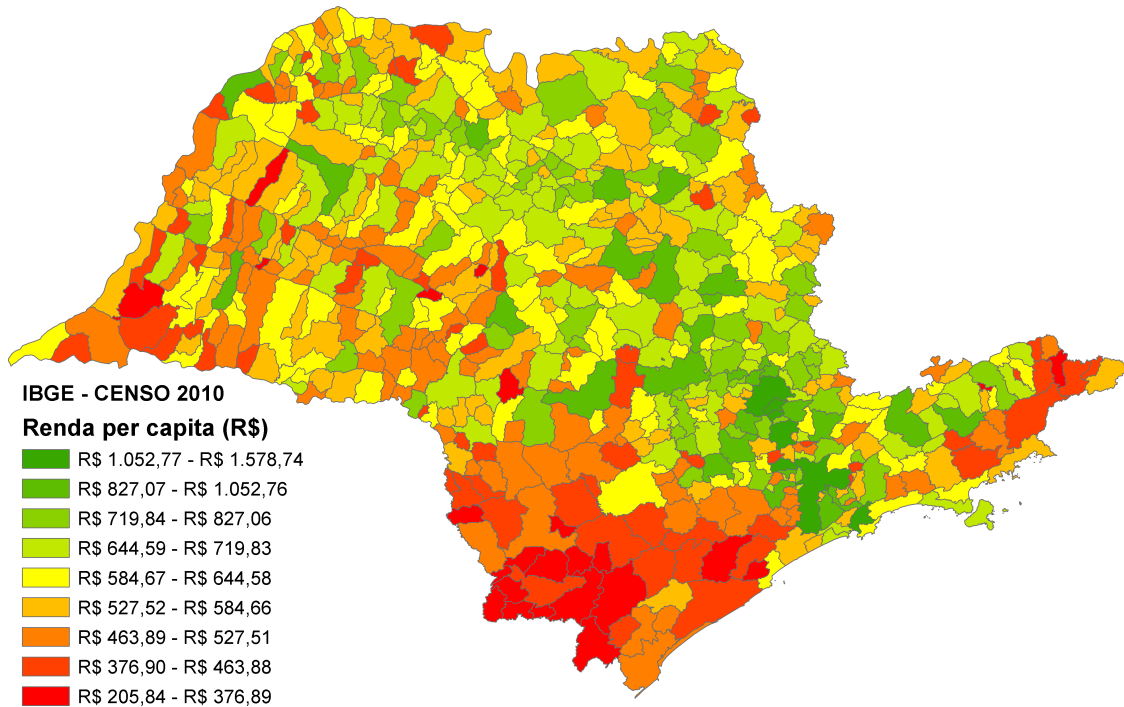 IBGE - CENSO 2010
Renda per capita (R$)
R$ 1.052,77 - R$ 1.578,74
R$ 827,07 - R$ 1.052,76
R$ 719,84 - R$ 827,06
R$ 644,59 - R$ 719,83
R$ 584,67 - R$ 644,58
R$ 527,52 - R$ 584,66
R$ 463,89 - R$ 527,51
R$ 376,90 - R$ 463,88
R$ 205,84 - R$ 376,89